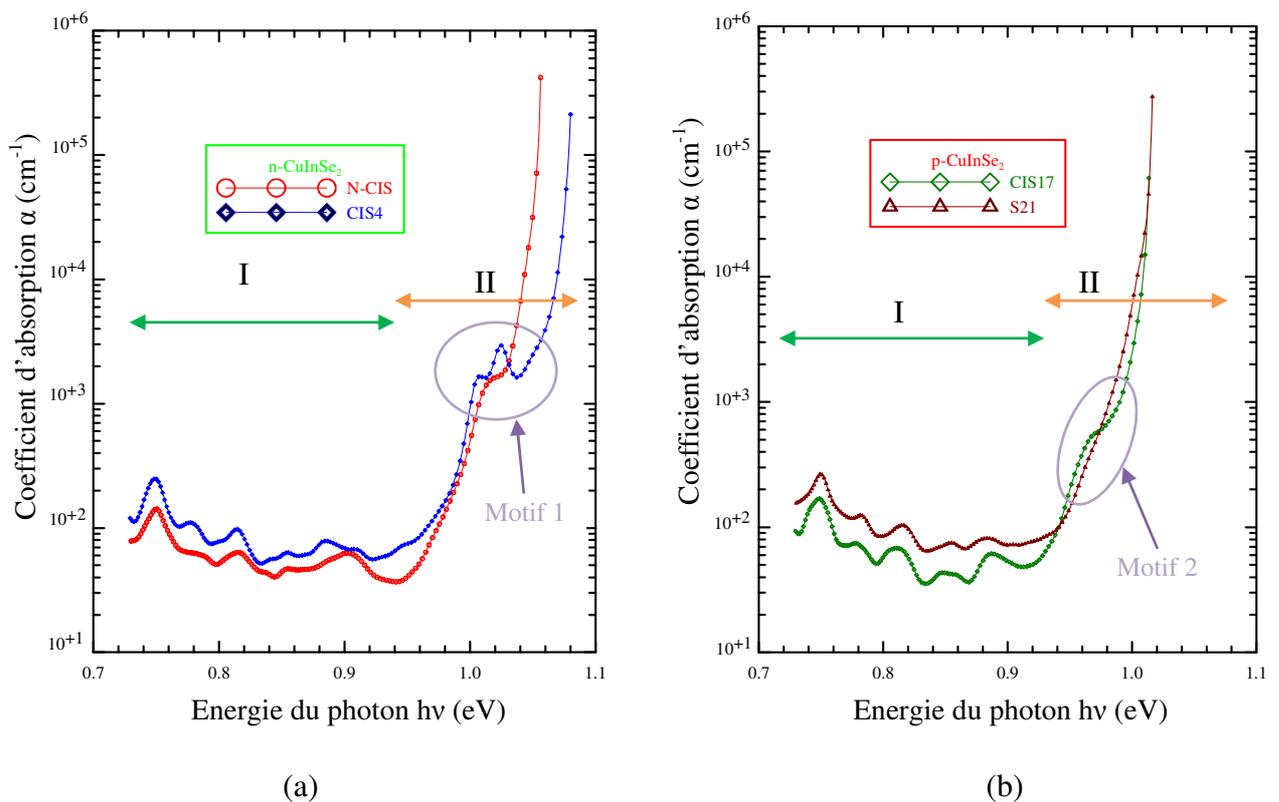 10+6
10+5
10+4
10+3
10+2
10+1
Coefficient d'absorption α (cm-1)
n-CuInSe2
N-CIS
CIS4
I
II
Motif 1
0.7 0.8 0.9 1.0 1.1
Energie du photon hν (eV)
(a)
10+6
10+5
10+4
10+3
10+2
10+1
Coefficient d'absorption α (cm-1)
p-CuInSe2
CIS17
S21
II
I
Motif 2
0.7 0.8 0.9 1.0 1.1
Energie du photon hν (eV)
(b)